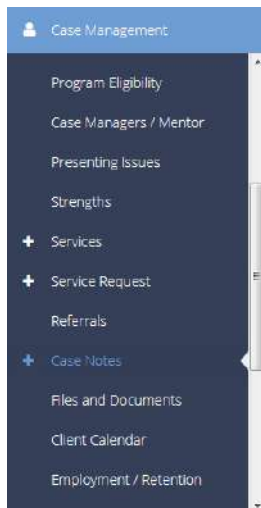 Case Management
Program Eligibility
Case Managers / Mentor
Presenting Issues
Strengths
+ Services
+ Service Request
Referrals
+ Case Notes
Files and Documents
Client Calendar
Employment / Retention